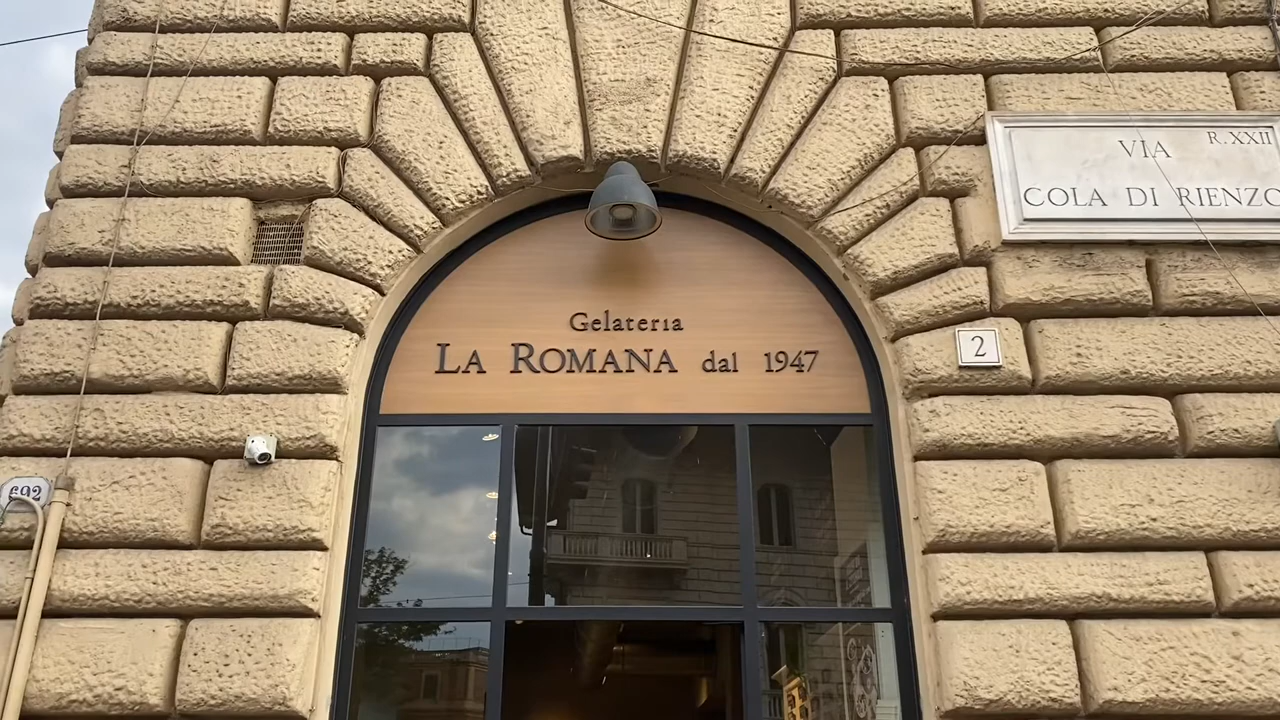 VIA R.XXII
COLA DI RIENZO
Gelateria
LA ROMANA dal 1947
2
692